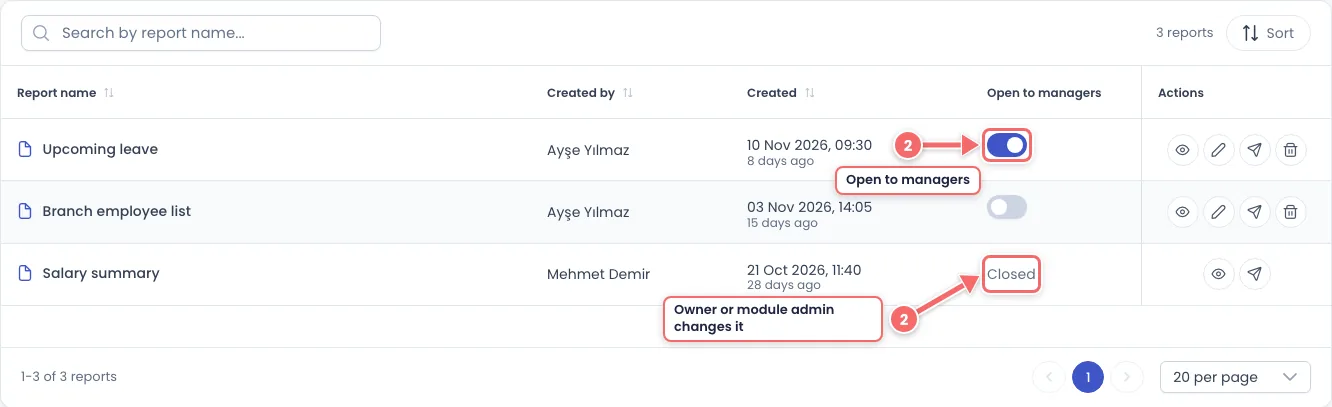 Search by report name...
3 reports
Sort
Report name
Created by
Created
Open to managers
Actions
Upcoming leave
Ayşe Yılmaz
10 Nov 2026, 09:30
8 days ago
2
Open to managers
Branch employee list
Ayşe Yılmaz
03 Nov 2026, 14:05
15 days ago
Salary summary
Mehmet Demir
21 Oct 2026, 11:40
28 days ago
Closed
Owner or module admin
changes it
2
1-3 of 3 reports
1
20 per page